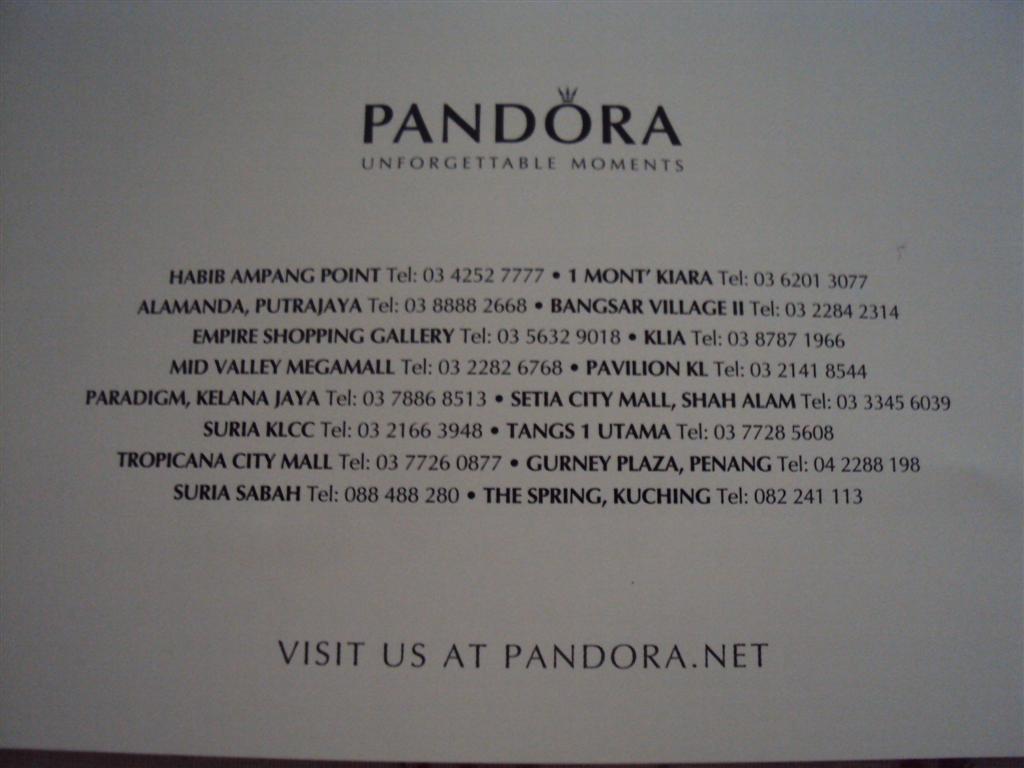 PANDORA
UNFORGETTABLE MOMENTS
HABIB AMPANG POINT Tel: 03 4252 7777 • 1 MONT' KIARA Tel: 03 6201 3077
ALAMANDA, PUTRAJAYA Tel: 03 8888 2668 • BANGSAR VILLAGE II Tel: 03 2284 2314
EMPIRE SHOPPING GALLERY Tel: 03 5632 9018 • KLIA Tel: 03 8787 1966
MID VALLEY MEGAMALL Tel: 03 2282 6768 • PAVILION KL Tel: 03 2141 8544
PARADIGM, KELANA JAYA Tel: 03 7886 8513 • SETIA CITY MALL, SHAH ALAM Tel: 03 3345 6039
SURIA KLCC Tel: 03 2166 3948 • TANGS 1 UTAMA Tel: 03 7728 5608
TROPICANA CITY MALL Tel: 03 7726 0877 • GURNEY PLAZA, PENANG Tel: 04 2288 198
SURIA SABAH Tel: 088 488 280 • THE SPRING, KUCHING Tel: 082 241 113
VISIT US AT PANDORA.NET